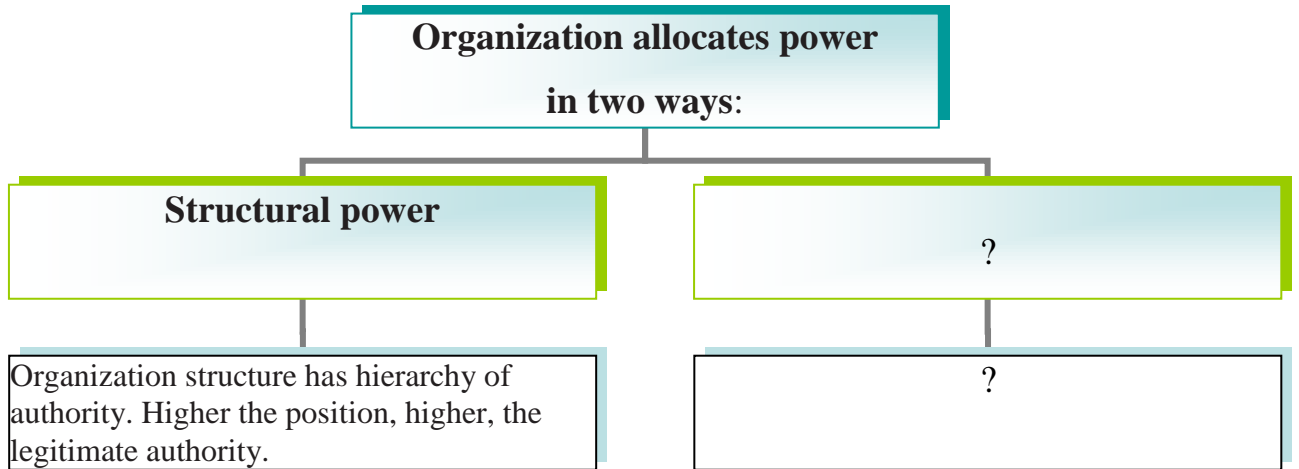 Organization allocates power
in two ways:
Structural power
?
Organization structure has hierarchy of
authority. Higher the position, higher, the
legitimate authority.
?